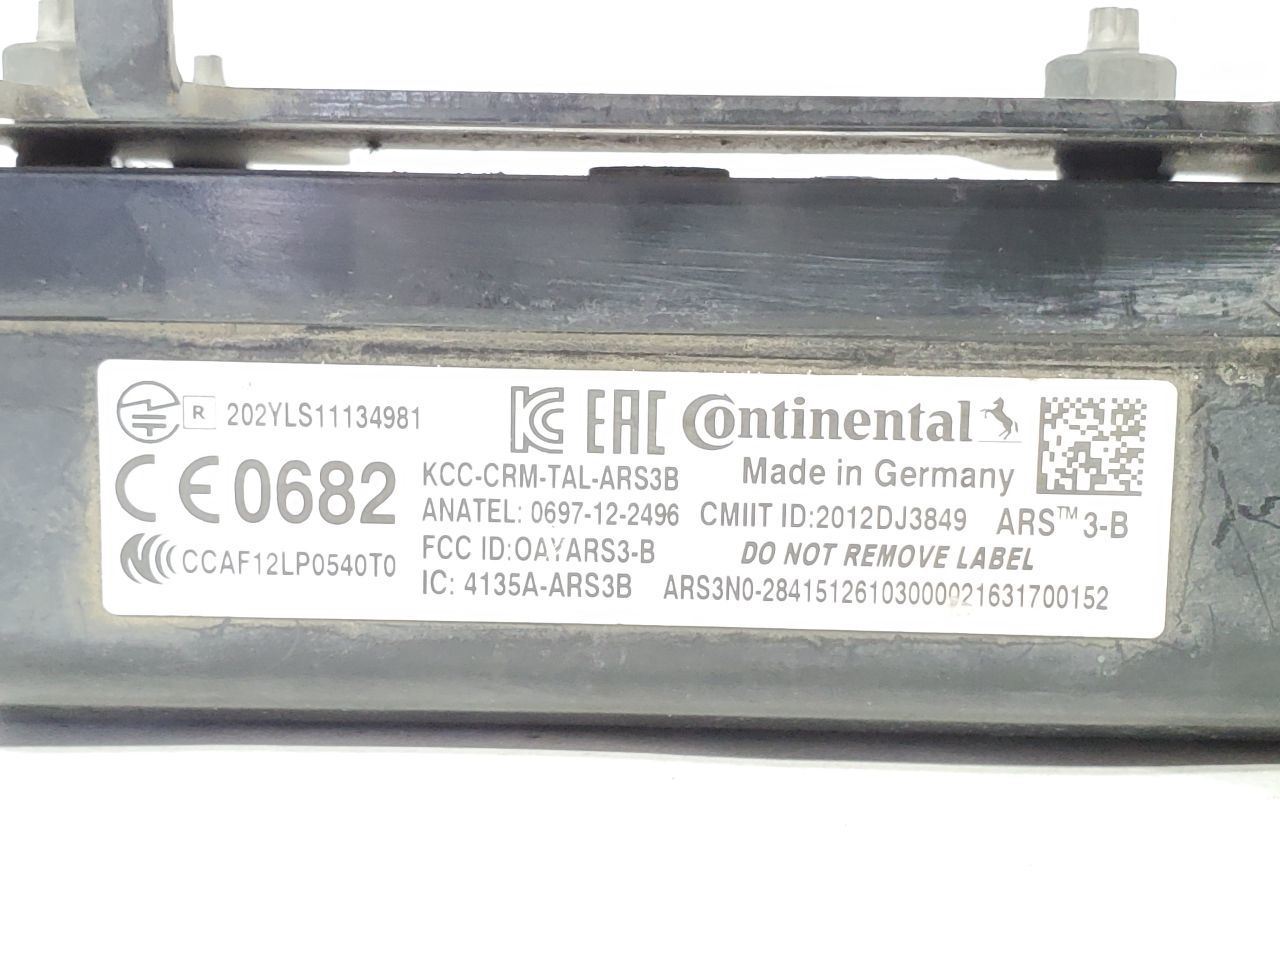 R 202YLS11134981
CE 0682
CCAF12LP0540T0
KC EAC
KCC-CRM-TAL-ARS3B
ANATEL: 0697-12-2496
FCC ID:OAYARS3-B
IC: 4135A-ARS3B
Continental
Made in Germany
CMIIT ID:2012DJ3849 ARS™ 3-B
DO NOT REMOVE LABEL
ARS3N0-28415126103000021631700152